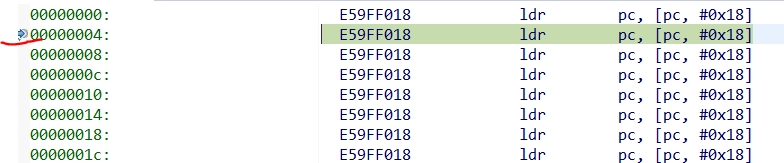 00000000: E59FF018 ldr pc, [pc, #0x18]
00000004: E59FF018 ldr pc, [pc, #0x18]
00000008: E59FF018 ldr pc, [pc, #0x18]
0000000c: E59FF018 ldr pc, [pc, #0x18]
00000010: E59FF018 ldr pc, [pc, #0x18]
00000014: E59FF018 ldr pc, [pc, #0x18]
00000018: E59FF018 ldr pc, [pc, #0x18]
0000001c: E59FF018 ldr pc, [pc, #0x18]